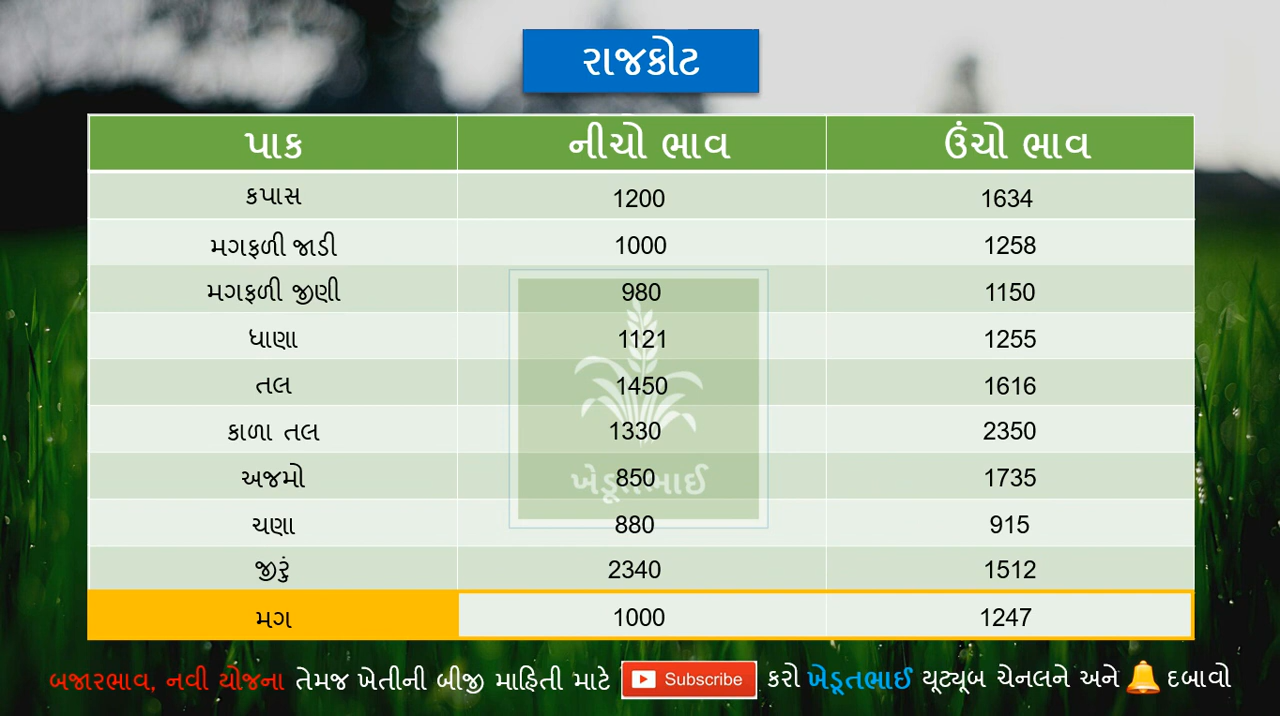 રાજકોટ
પાક નીચો ભાવ ઉંચો ભાવ
કપાસ 1200 1634
મગફળી જાડી 1000 1258
મગફળી જીણી 980 1150
ધાણા 1121 1255
તલ 1450 1616
કાળા તલ 1330 2350
અજમો 850 1735
ખેડૂતભાઈ
ચણા 880 915
જીરું 2340 1512
મગ 1000 1247
બજારભાવ, નવી યોજના તેમજ ખેતીની બીજી માહિતી માટે Subscribe કરો ખેડૂતભાઈ યૂટ્યૂબ ચેનલને અને 🔔 દબાવો